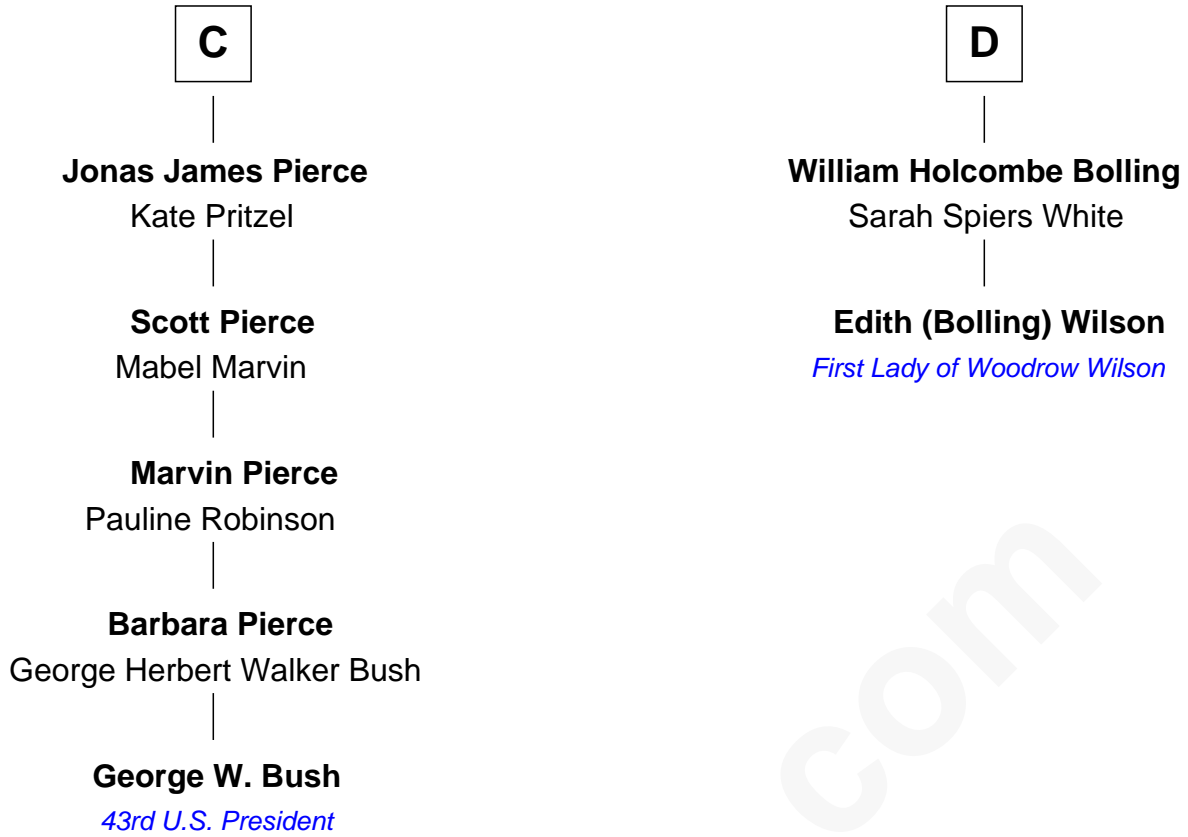 C
Jonas James Pierce
Kate Pritzel
Scott Pierce
Mabel Marvin
Marvin Pierce
Pauline Robinson
Barbara Pierce
George Herbert Walker Bush
George W. Bush
43rd U.S. President
D
William Holcombe Bolling
Sarah Spiers White
Edith (Bolling) Wilson
First Lady of Woodrow Wilson
com